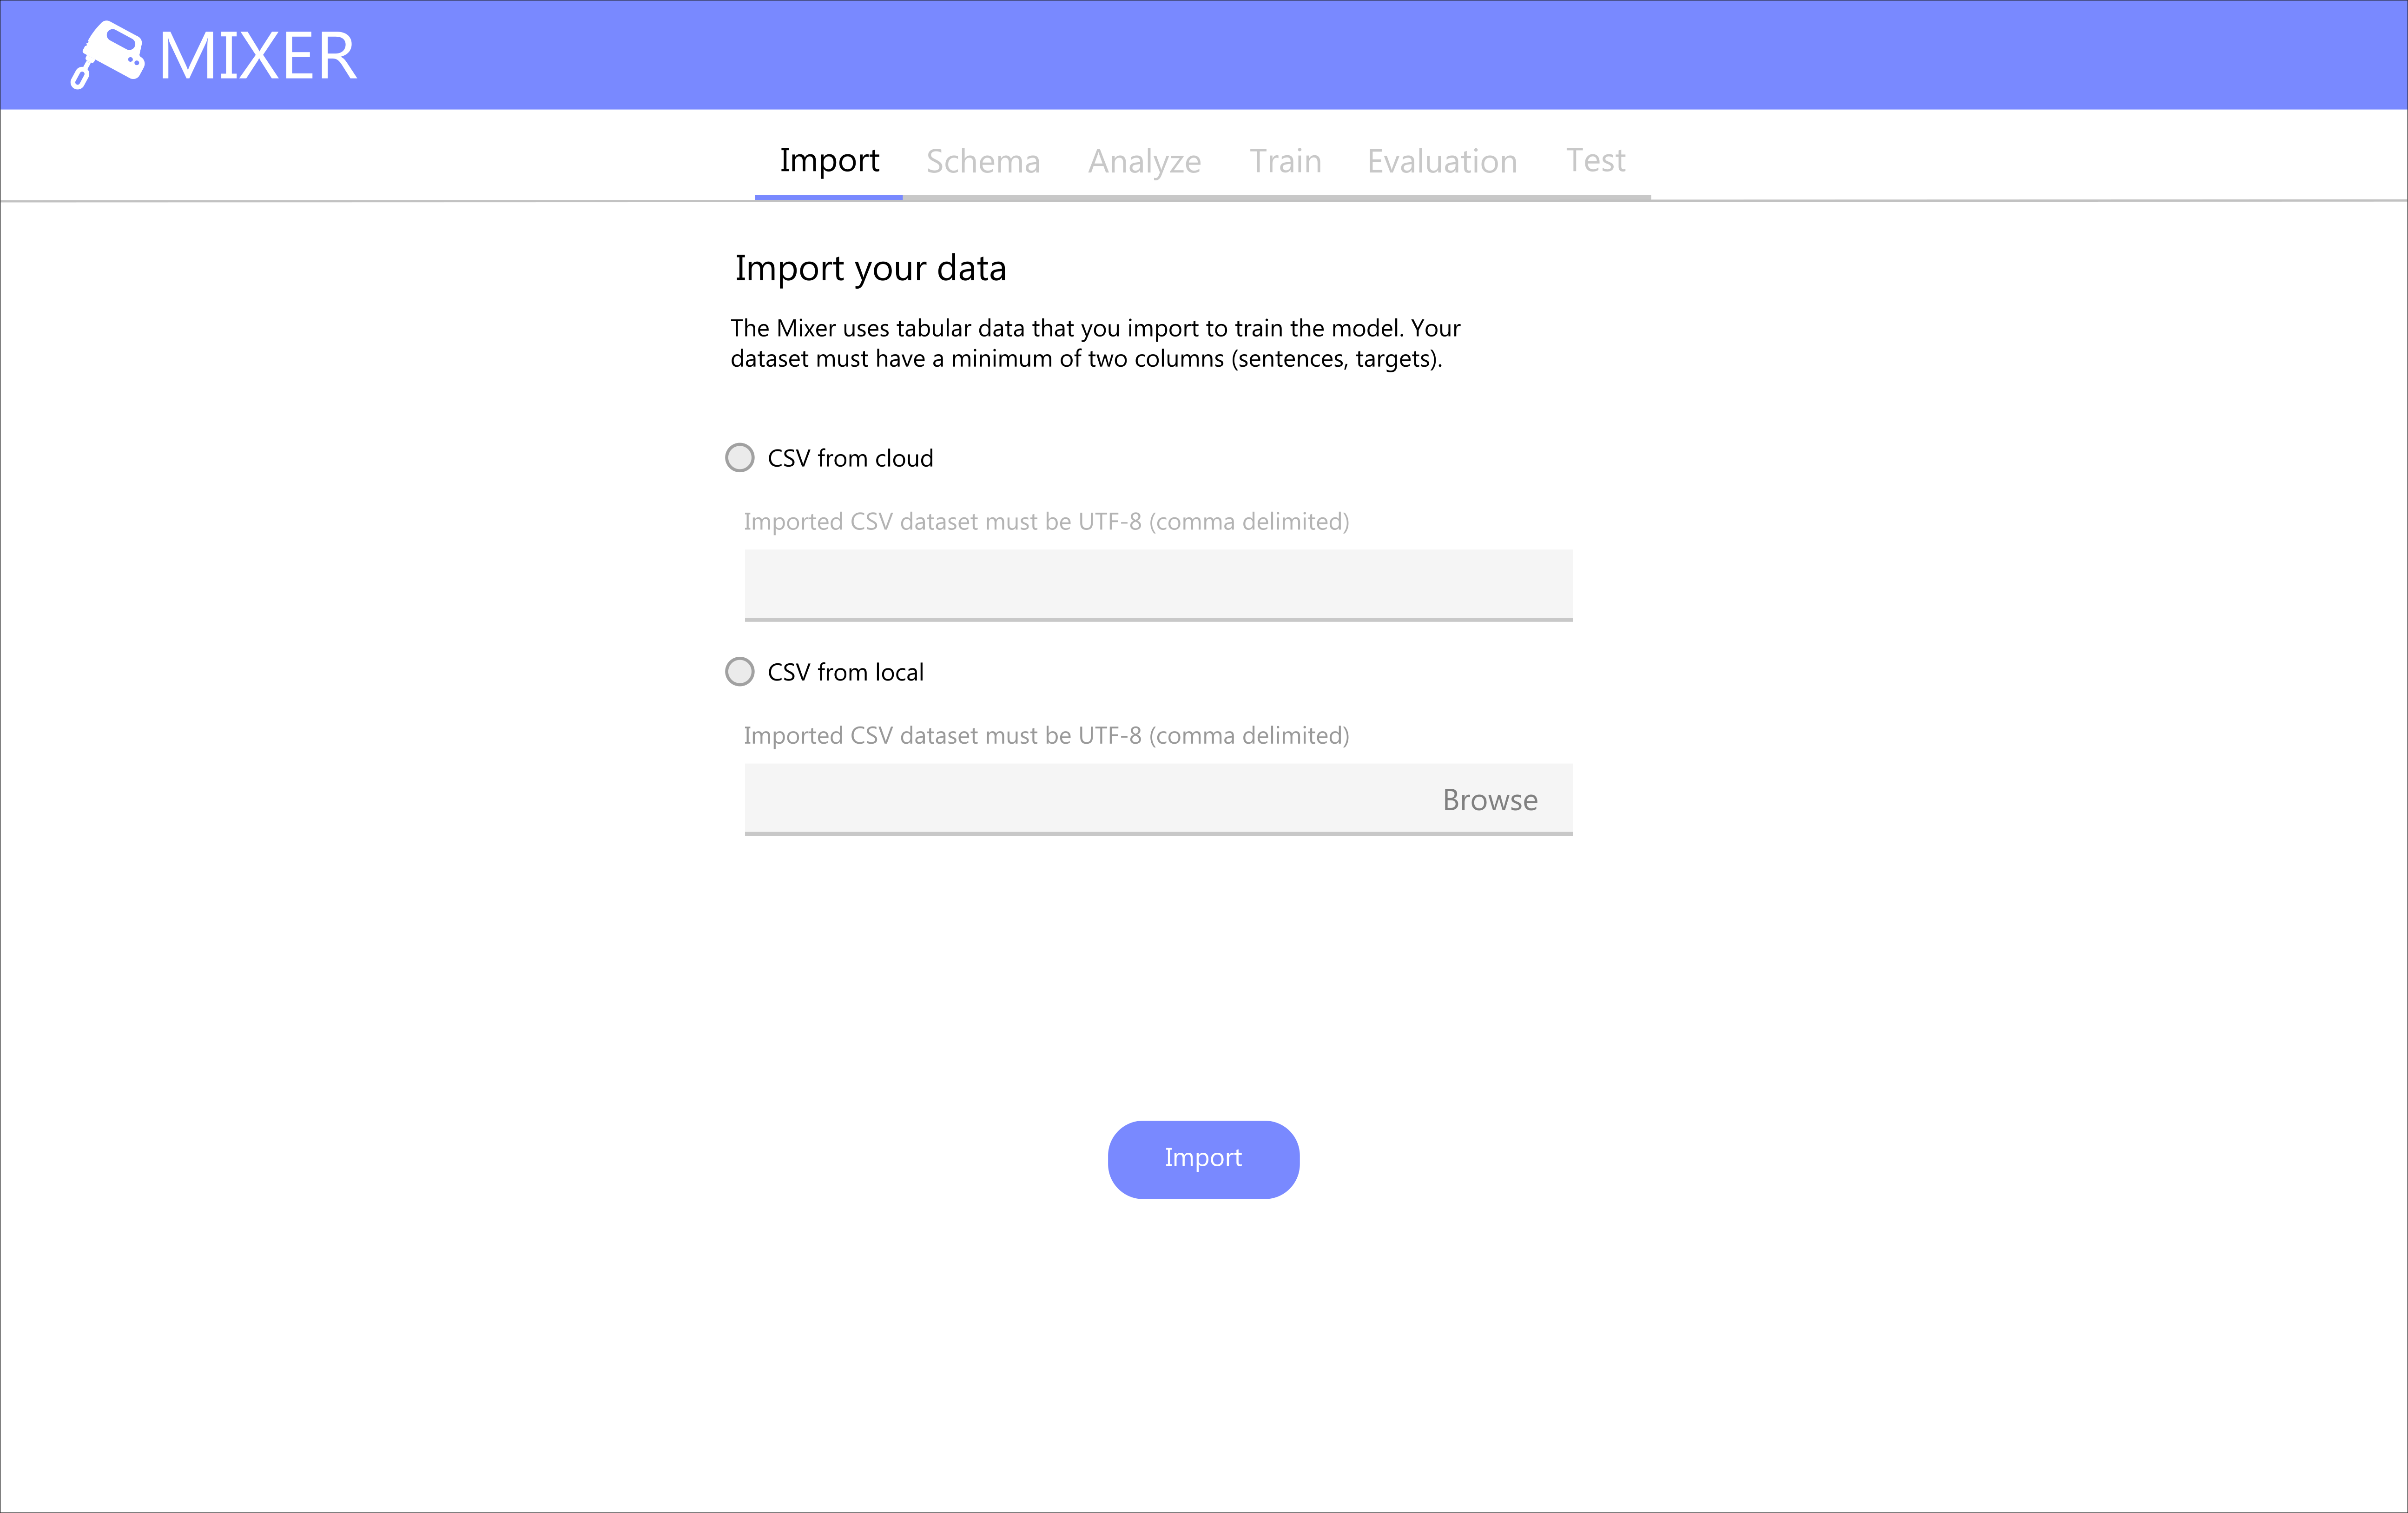 MIXER
Import Schema Analyze Train Evaluation Test
Import your data
The Mixer uses tabular data that you import to train the model. Your
dataset must have a minimum of two columns (sentences, targets).
CSV from cloud
Imported CSV dataset must be UTF-8 (comma delimited)
CSV from local
Imported CSV dataset must be UTF-8 (comma delimited)
Browse
Import